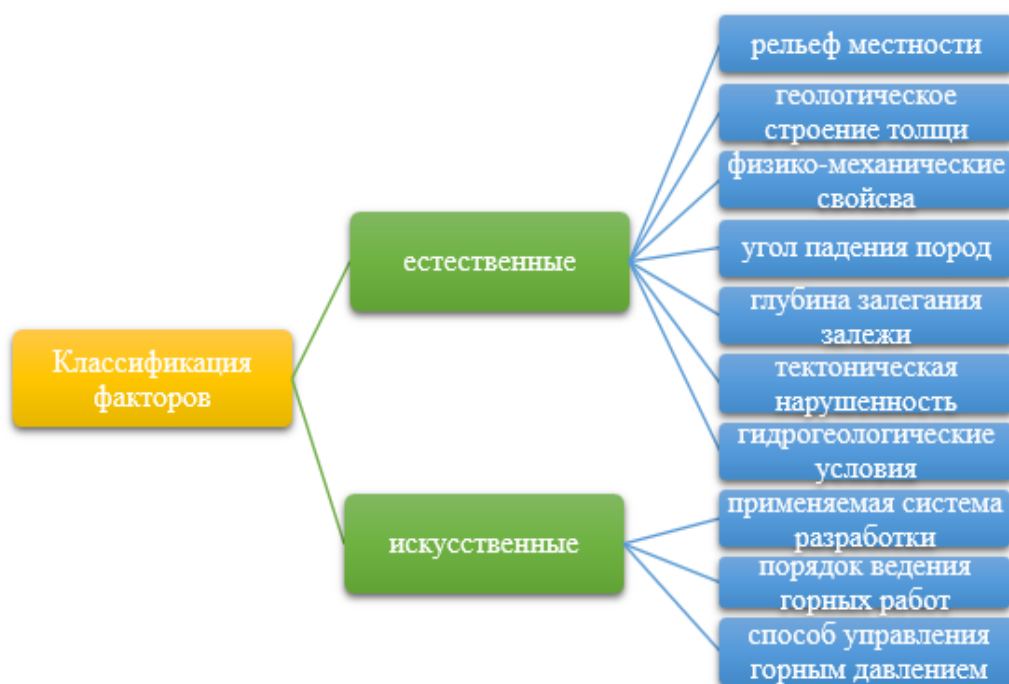 Классификация
факторов
естественные
рельеф местности
геологическое
строение толщи
физико-механические
свойсва
угол падения пород
глубина залегания
залежи
тектоническая
нарушенность
гидрогеологические
условия
искусственные
применяемая система
разработки
порядок ведения
горных работ
способ управления
горным давлением